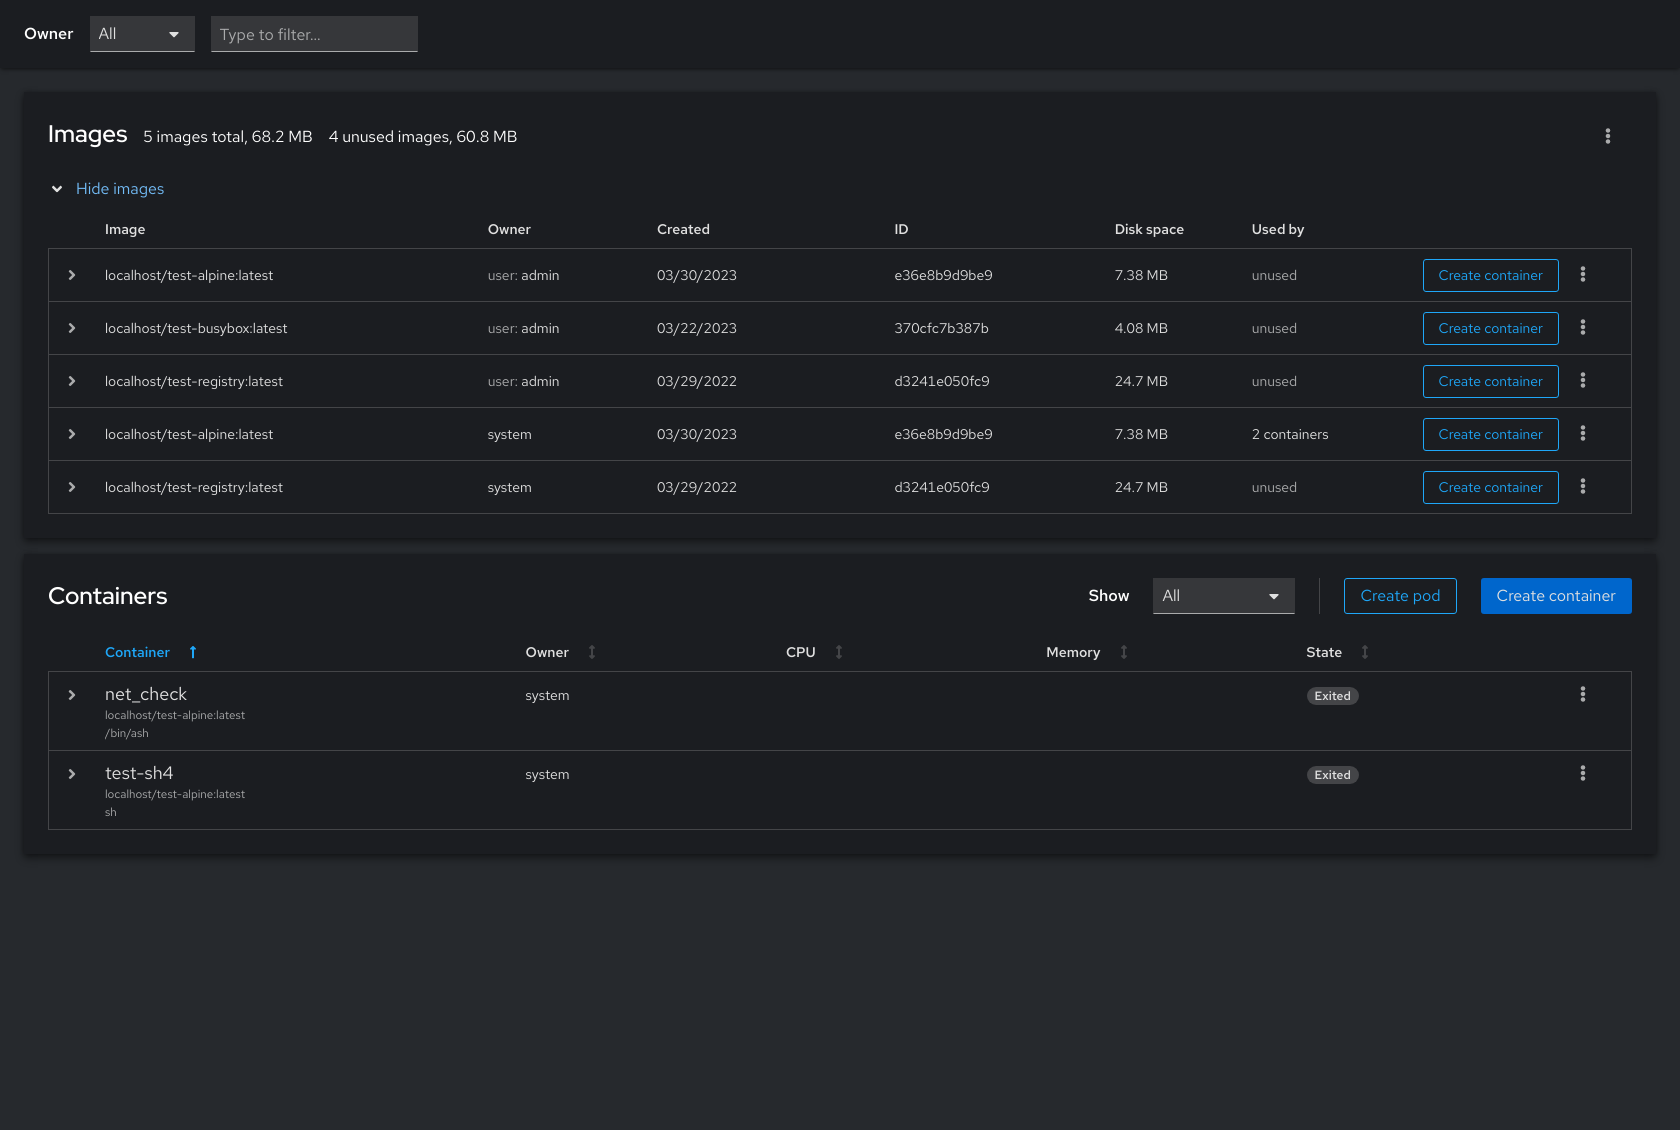 Owner All Type to filter...
Images 5 images total, 68.2 MB 4 unused images, 60.8 MB
Hide images
Image Owner Created ID Disk space Used by
localhost/test-alpine:latest user: admin 03/30/2023 e36e8b9d9be9 7.38 MB unused Create container
localhost/test-busybox:latest user: admin 03/22/2023 370cfc7b387b 4.08 MB unused Create container
localhost/test-registry:latest user: admin 03/29/2022 d3241e050fc9 24.7 MB unused Create container
localhost/test-alpine:latest system 03/30/2023 e36e8b9d9be9 7.38 MB 2 containers Create container
localhost/test-registry:latest system 03/29/2022 d3241e050fc9 24.7 MB unused Create container
Containers Show All Create pod Create container
Container Owner CPU Memory State
net_check system Exited
localhost/test-alpine:latest
/bin/ash
test-sh4 system Exited
localhost/test-alpine:latest
sh